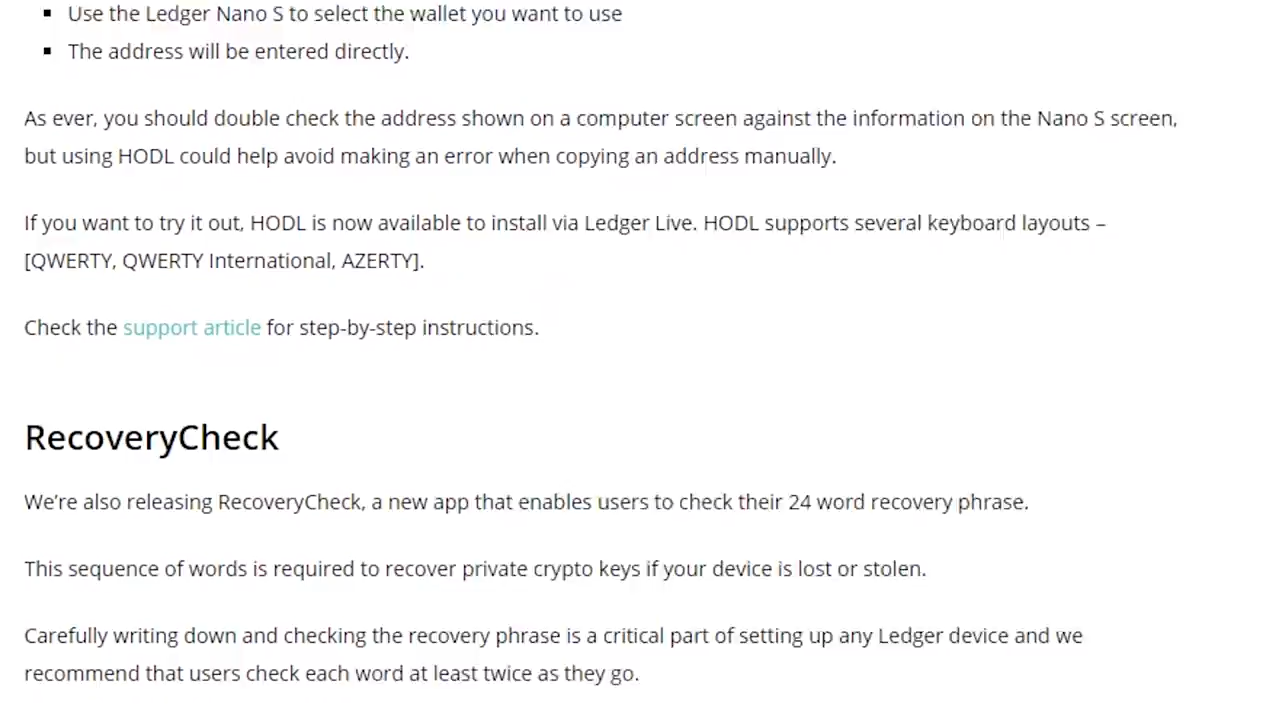 ▪ Use the Ledger Nano S to select the wallet you want to use
▪ The address will be entered directly.
As ever, you should double check the address shown on a computer screen against the information on the Nano S screen,
but using HODL could help avoid making an error when copying an address manually.
If you want to try it out, HODL is now available to install via Ledger Live. HODL supports several keyboard layouts –
[QWERTY, QWERTY International, AZERTY].
Check the support article for step-by-step instructions.
RecoveryCheck
We’re also releasing RecoveryCheck, a new app that enables users to check their 24 word recovery phrase.
This sequence of words is required to recover private crypto keys if your device is lost or stolen.
Carefully writing down and checking the recovery phrase is a critical part of setting up any Ledger device and we
recommend that users check each word at least twice as they go.